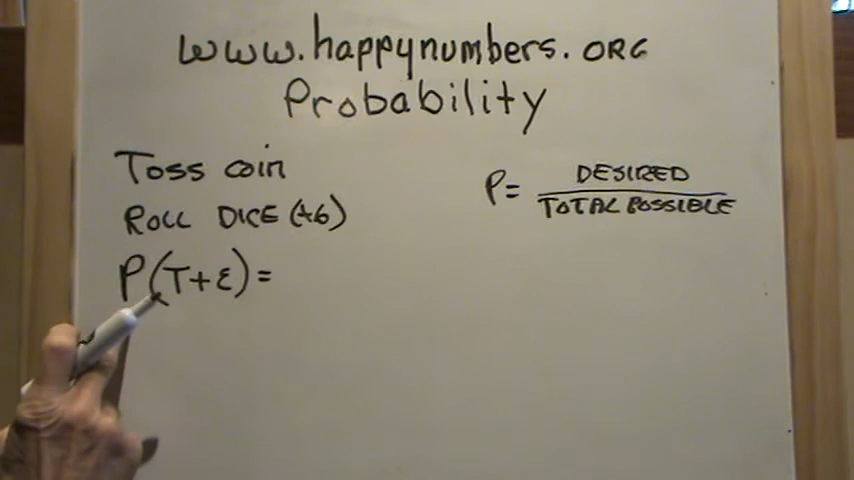 www.happynumbers.ORG
Probability
Toss coin
P= DESIRED / TOTAL POSSIBLE
ROLL DICE (1-6)
P(T+E)=